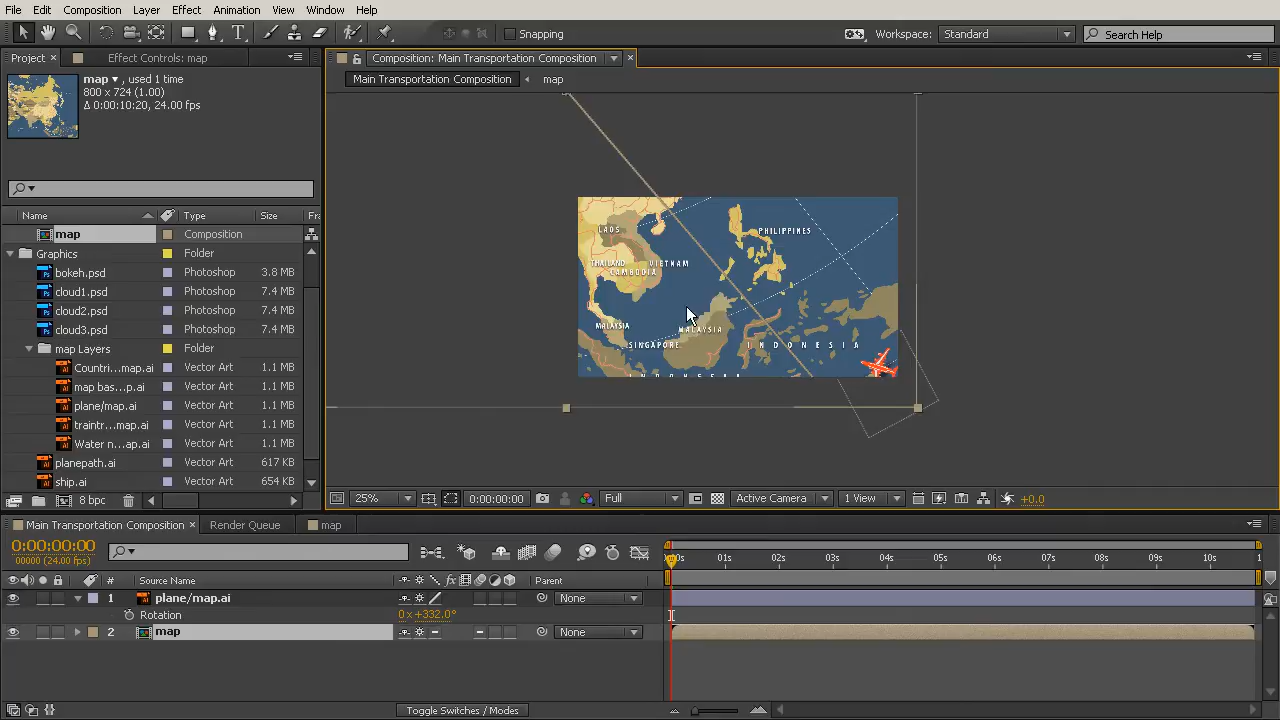 File Edit Composition Layer Effect Animation View Window Help
Snapping
Workspace: Standard
Search Help
Project × Effect Controls: map
Composition: Main Transportation Composition ×
map , used 1 time
800 x 724 (1.00)
Δ 0:00:10:20, 24.00 fps
Main Transportation Composition map
Name Type Size Fra
map Composition
Graphics Folder
bokeh.psd Photoshop 3.8 MB
cloud1.psd Photoshop 7.4 MB
cloud2.psd Photoshop 7.4 MB
cloud3.psd Photoshop 7.4 MB
map Layers Folder
Countri...map.ai Vector Art 1.1 MB
map bas...p.ai Vector Art 1.1 MB
plane/map.ai Vector Art 1.1 MB
traintr...map.ai Vector Art 1.1 MB
Water n...ap.ai Vector Art 1.1 MB
planepath.ai Vector Art 617 KB
ship.ai Vector Art 654 KB
8 bpc
LAOS
PHILIPPINES
THAILAND VIETNAM
CAMBODIA
MALAYSIA
MALAYSIA
SINGAPORE
INDONESIA
INDONESIA
25% 0:00:00:00 Full Active Camera 1 View +0.0
Main Transportation Composition × Render Queue map
0:00:00:00
00000 (24.00 fps)
01s 02s 03s 04s 05s 06s 07s 08s 09s 10s 1
# Source Name fx Parent
1 plane/map.ai None
Rotation 0x+332.0°
2 map None
Toggle Switches / Modes